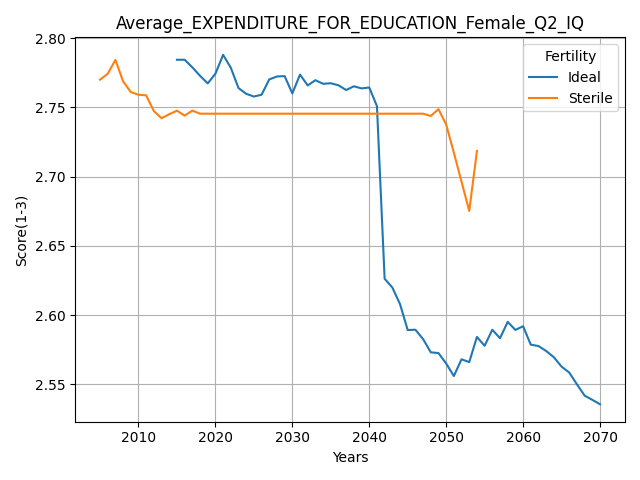 Average_EXPENDITURE_FOR_EDUCATION_Female_Q2_IQ
Fertility
Ideal
Sterile
Score(1-3)
2.80
2.75
2.70
2.65
2.60
2.55
2010 2020 2030 2040 2050 2060 2070
Years